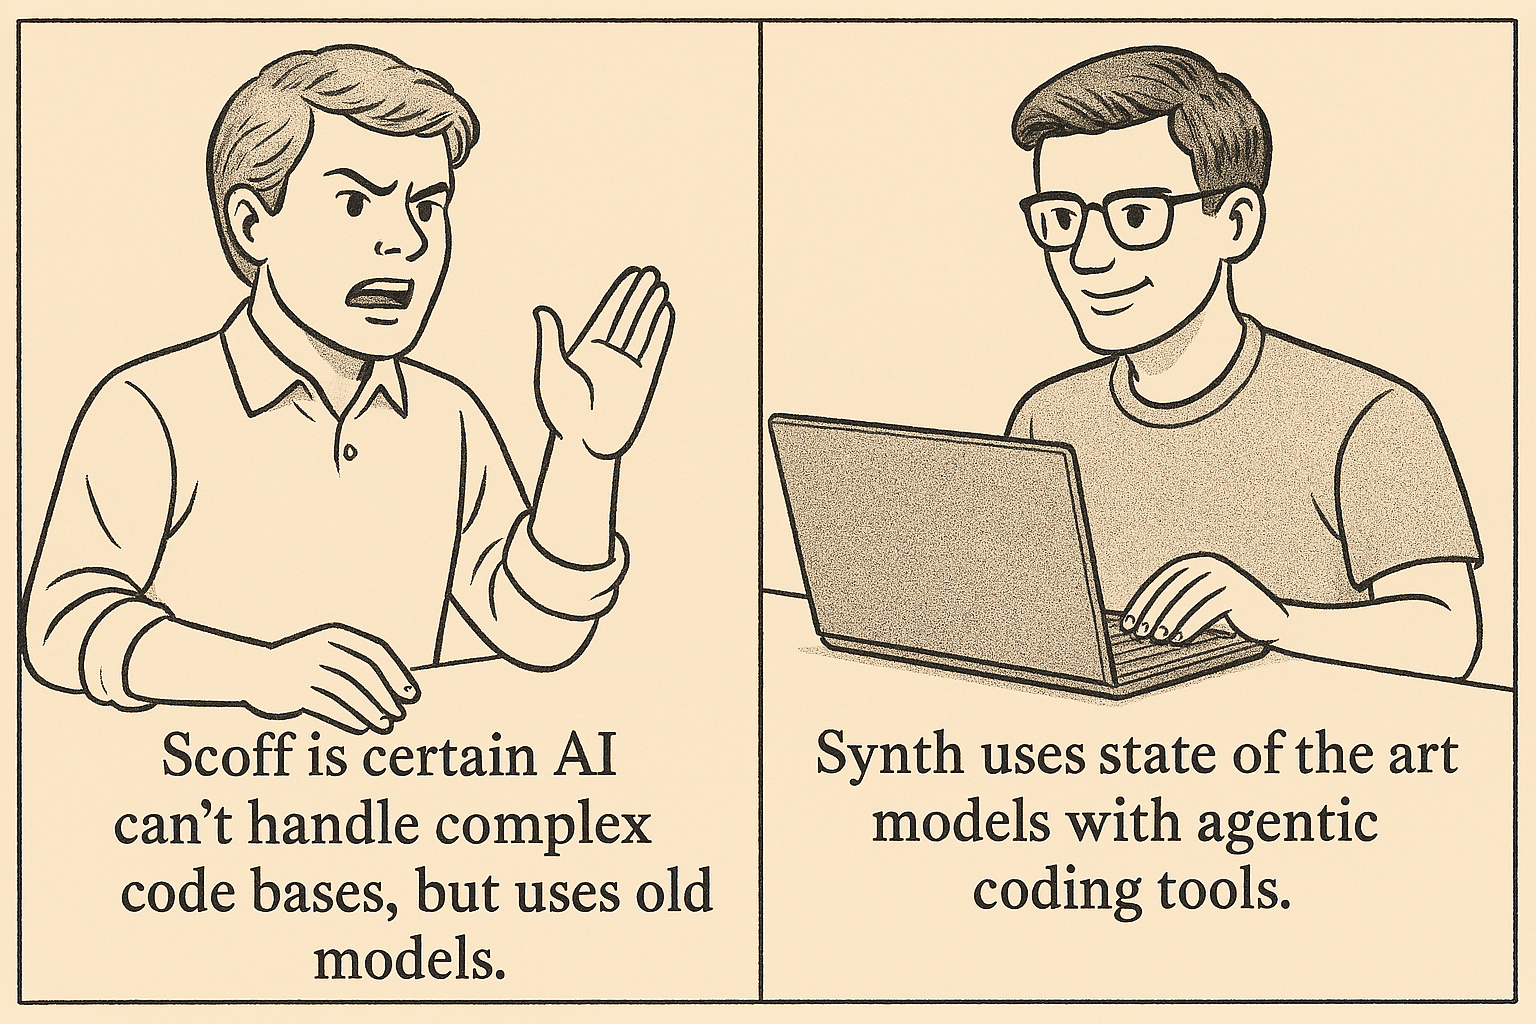 Scoff is certain AI
can’t handle complex
code bases, but uses old
models.
Synth uses state of the art
models with agentic
coding tools.